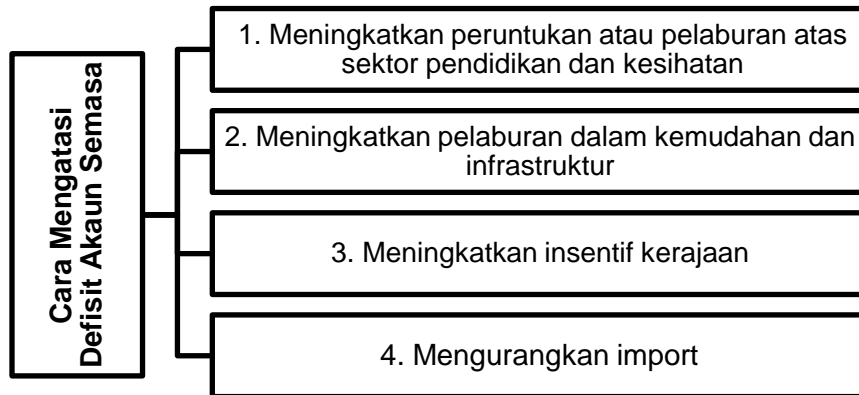 Cara Mengatasi
Defisit Akaun Semasa
1. Meningkatkan peruntukan atau pelaburan atas
sektor pendidikan dan kesihatan
2. Meningkatkan pelaburan dalam kemudahan dan
infrastruktur
3. Meningkatkan insentif kerajaan
4. Mengurangkan import